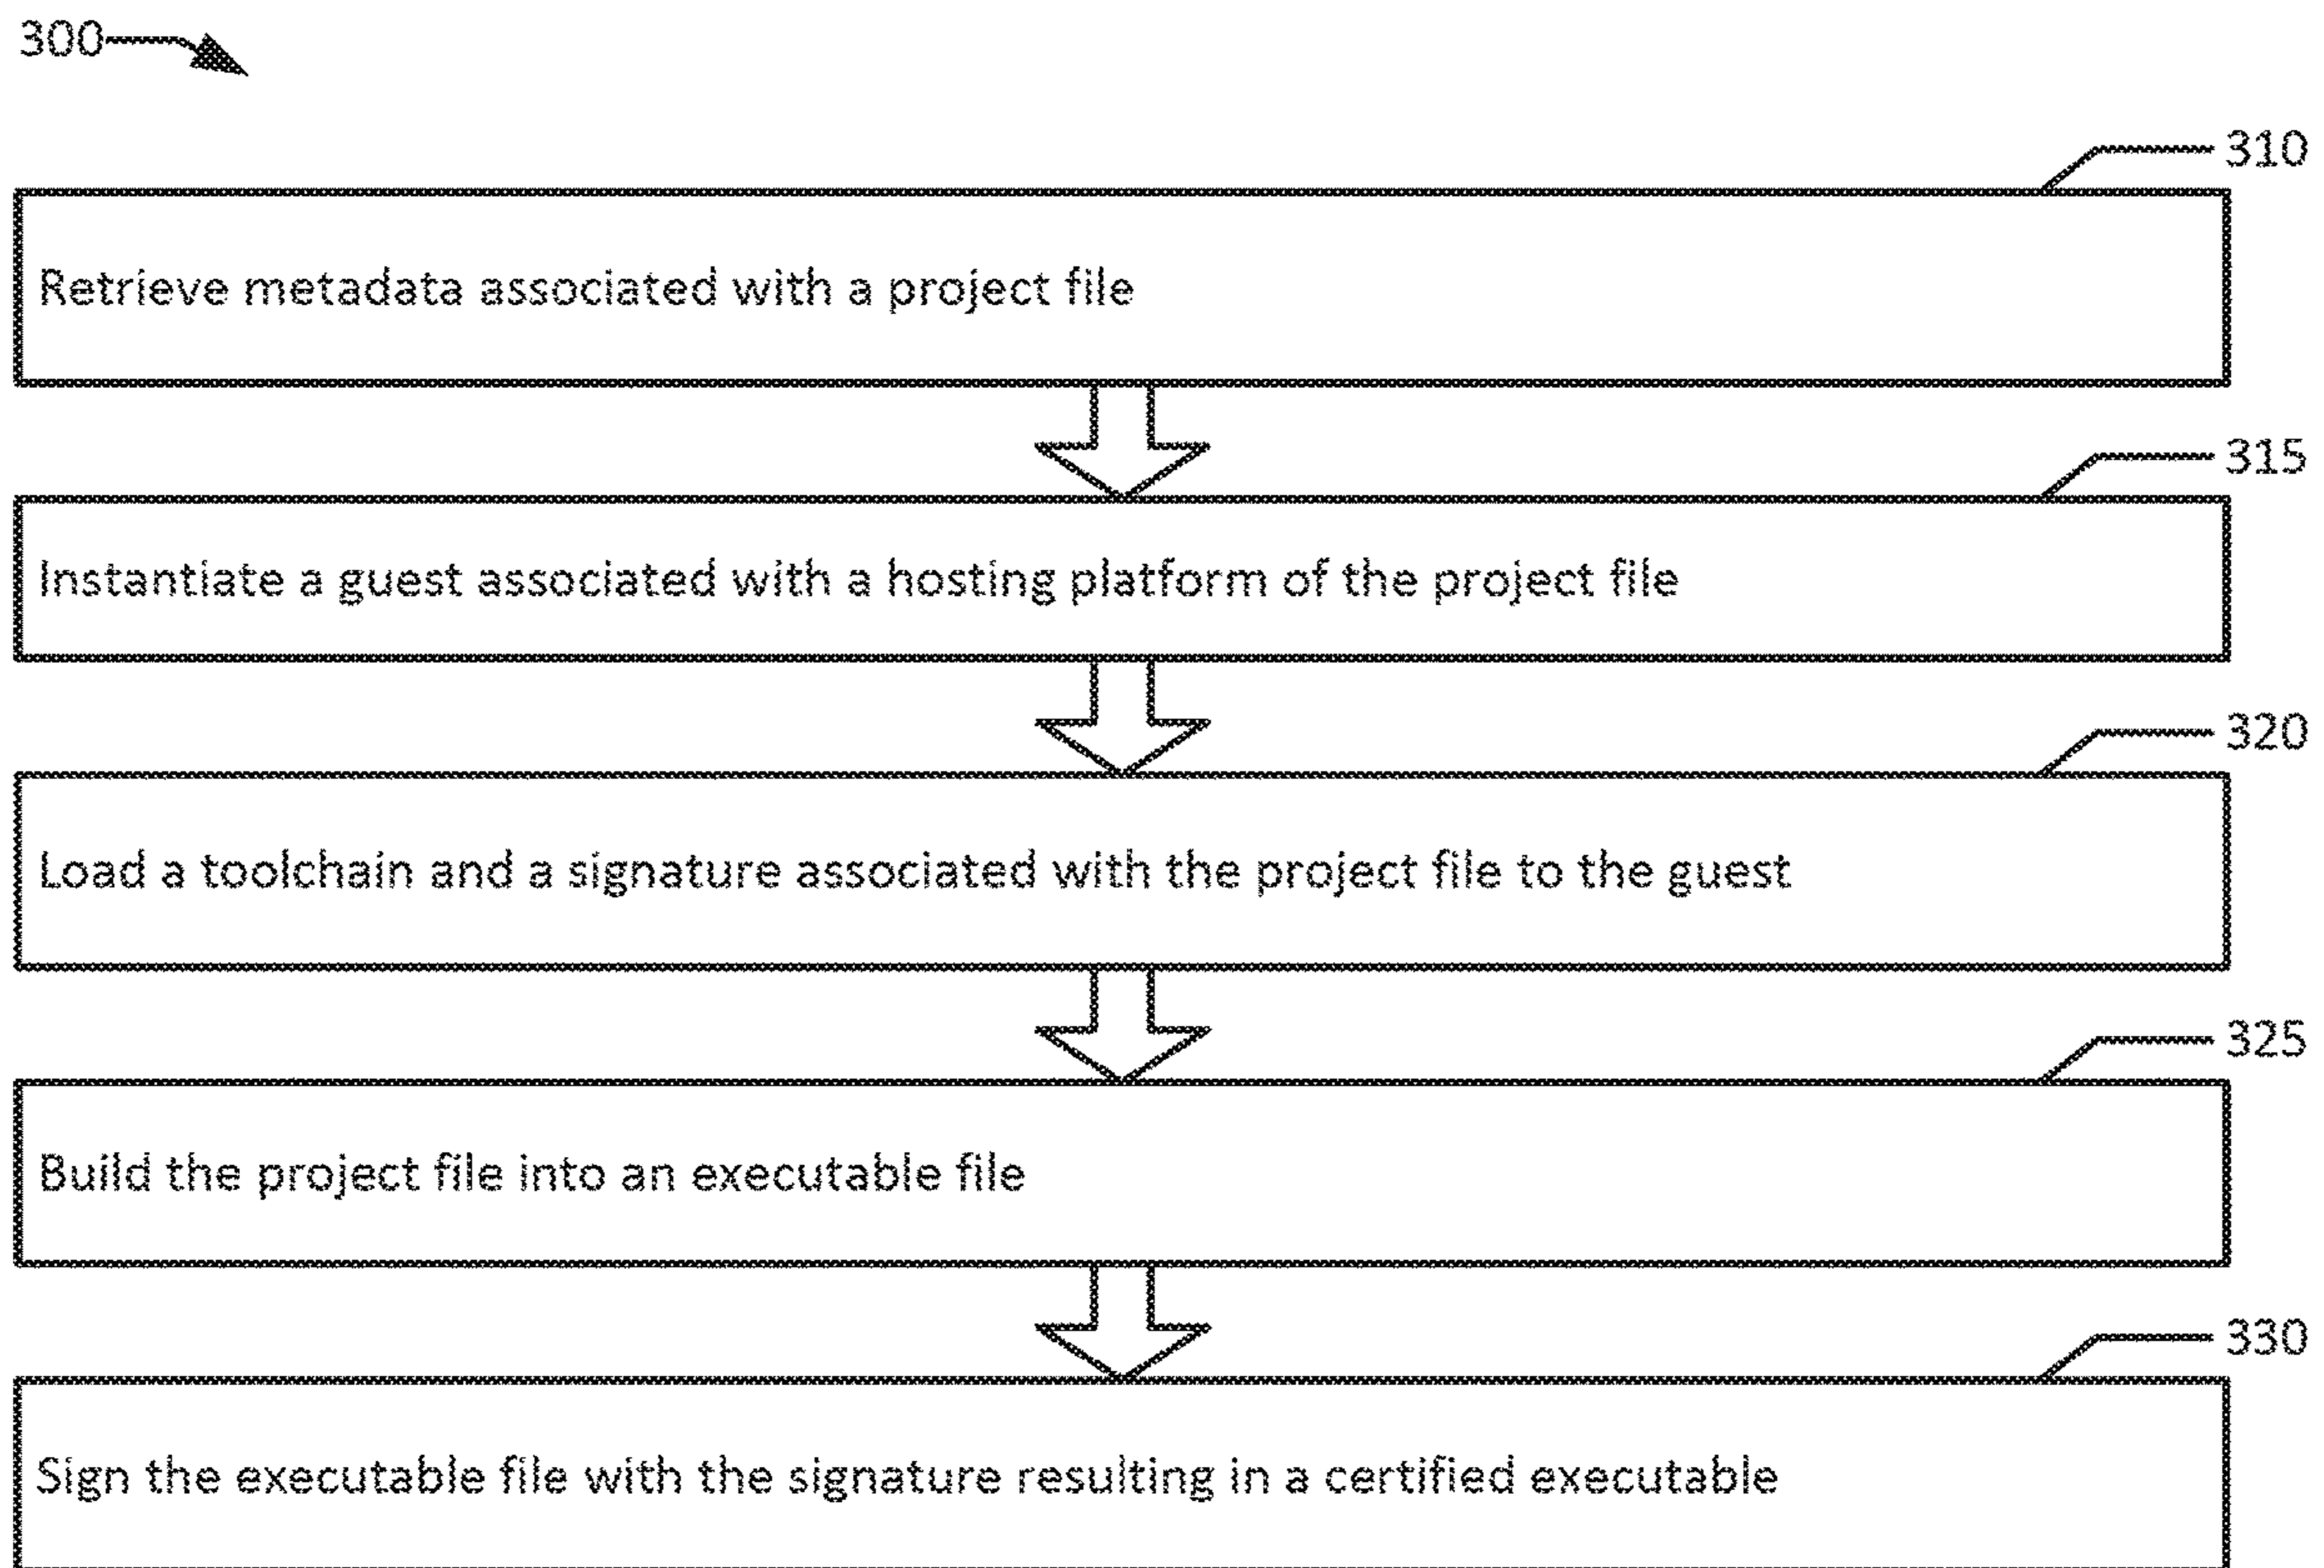 300
310
Retrieve metadata associated with a project file
315
Instantiate a guest associated with a hosting platform of the project file
320
Load a toolchain and a signature associated with the project file to the guest
325
Build the project file into an executable file
330
Sign the executable file with the signature resulting in a certified executable